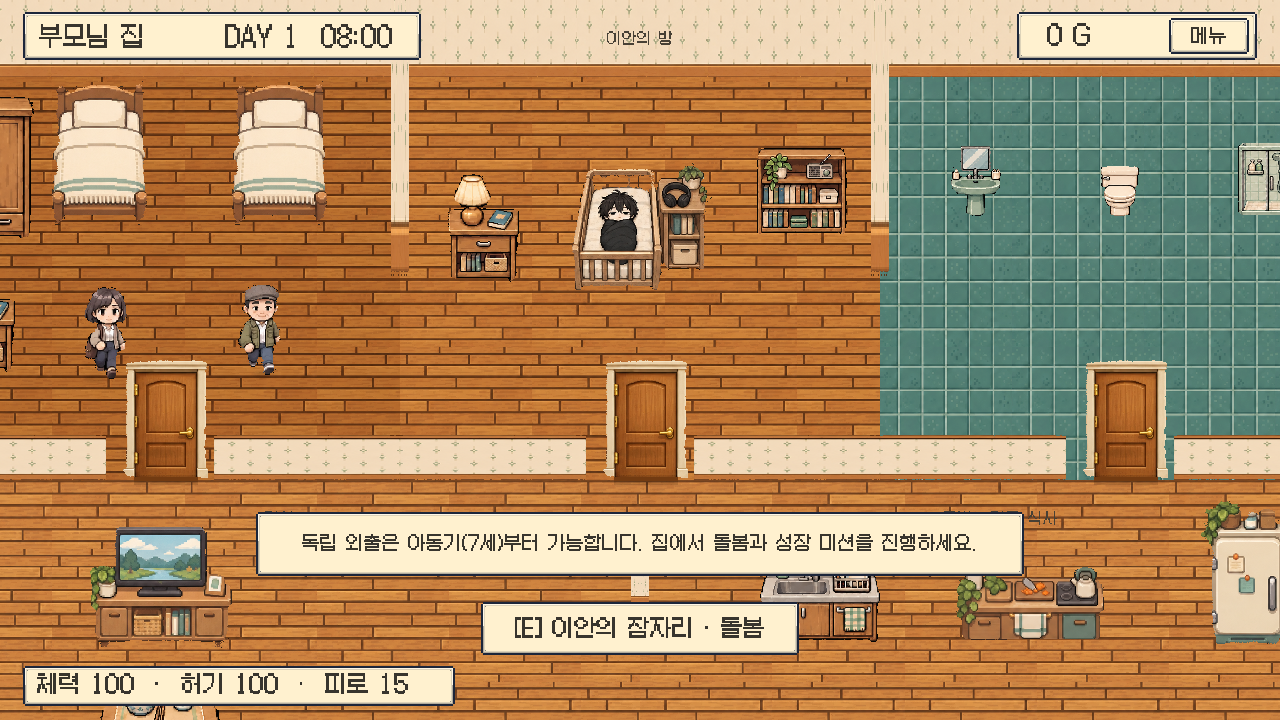 부모님 집 DAY 1 08:00
이안의 방
0 G
메뉴
식사
독립 외출은 아동기(7세)부터 가능합니다. 집에서 돌봄과 성장 미션을 진행하세요.
[E] 이안의 잠자리 · 돌봄
체력 100 · 허기 100 · 피로 15